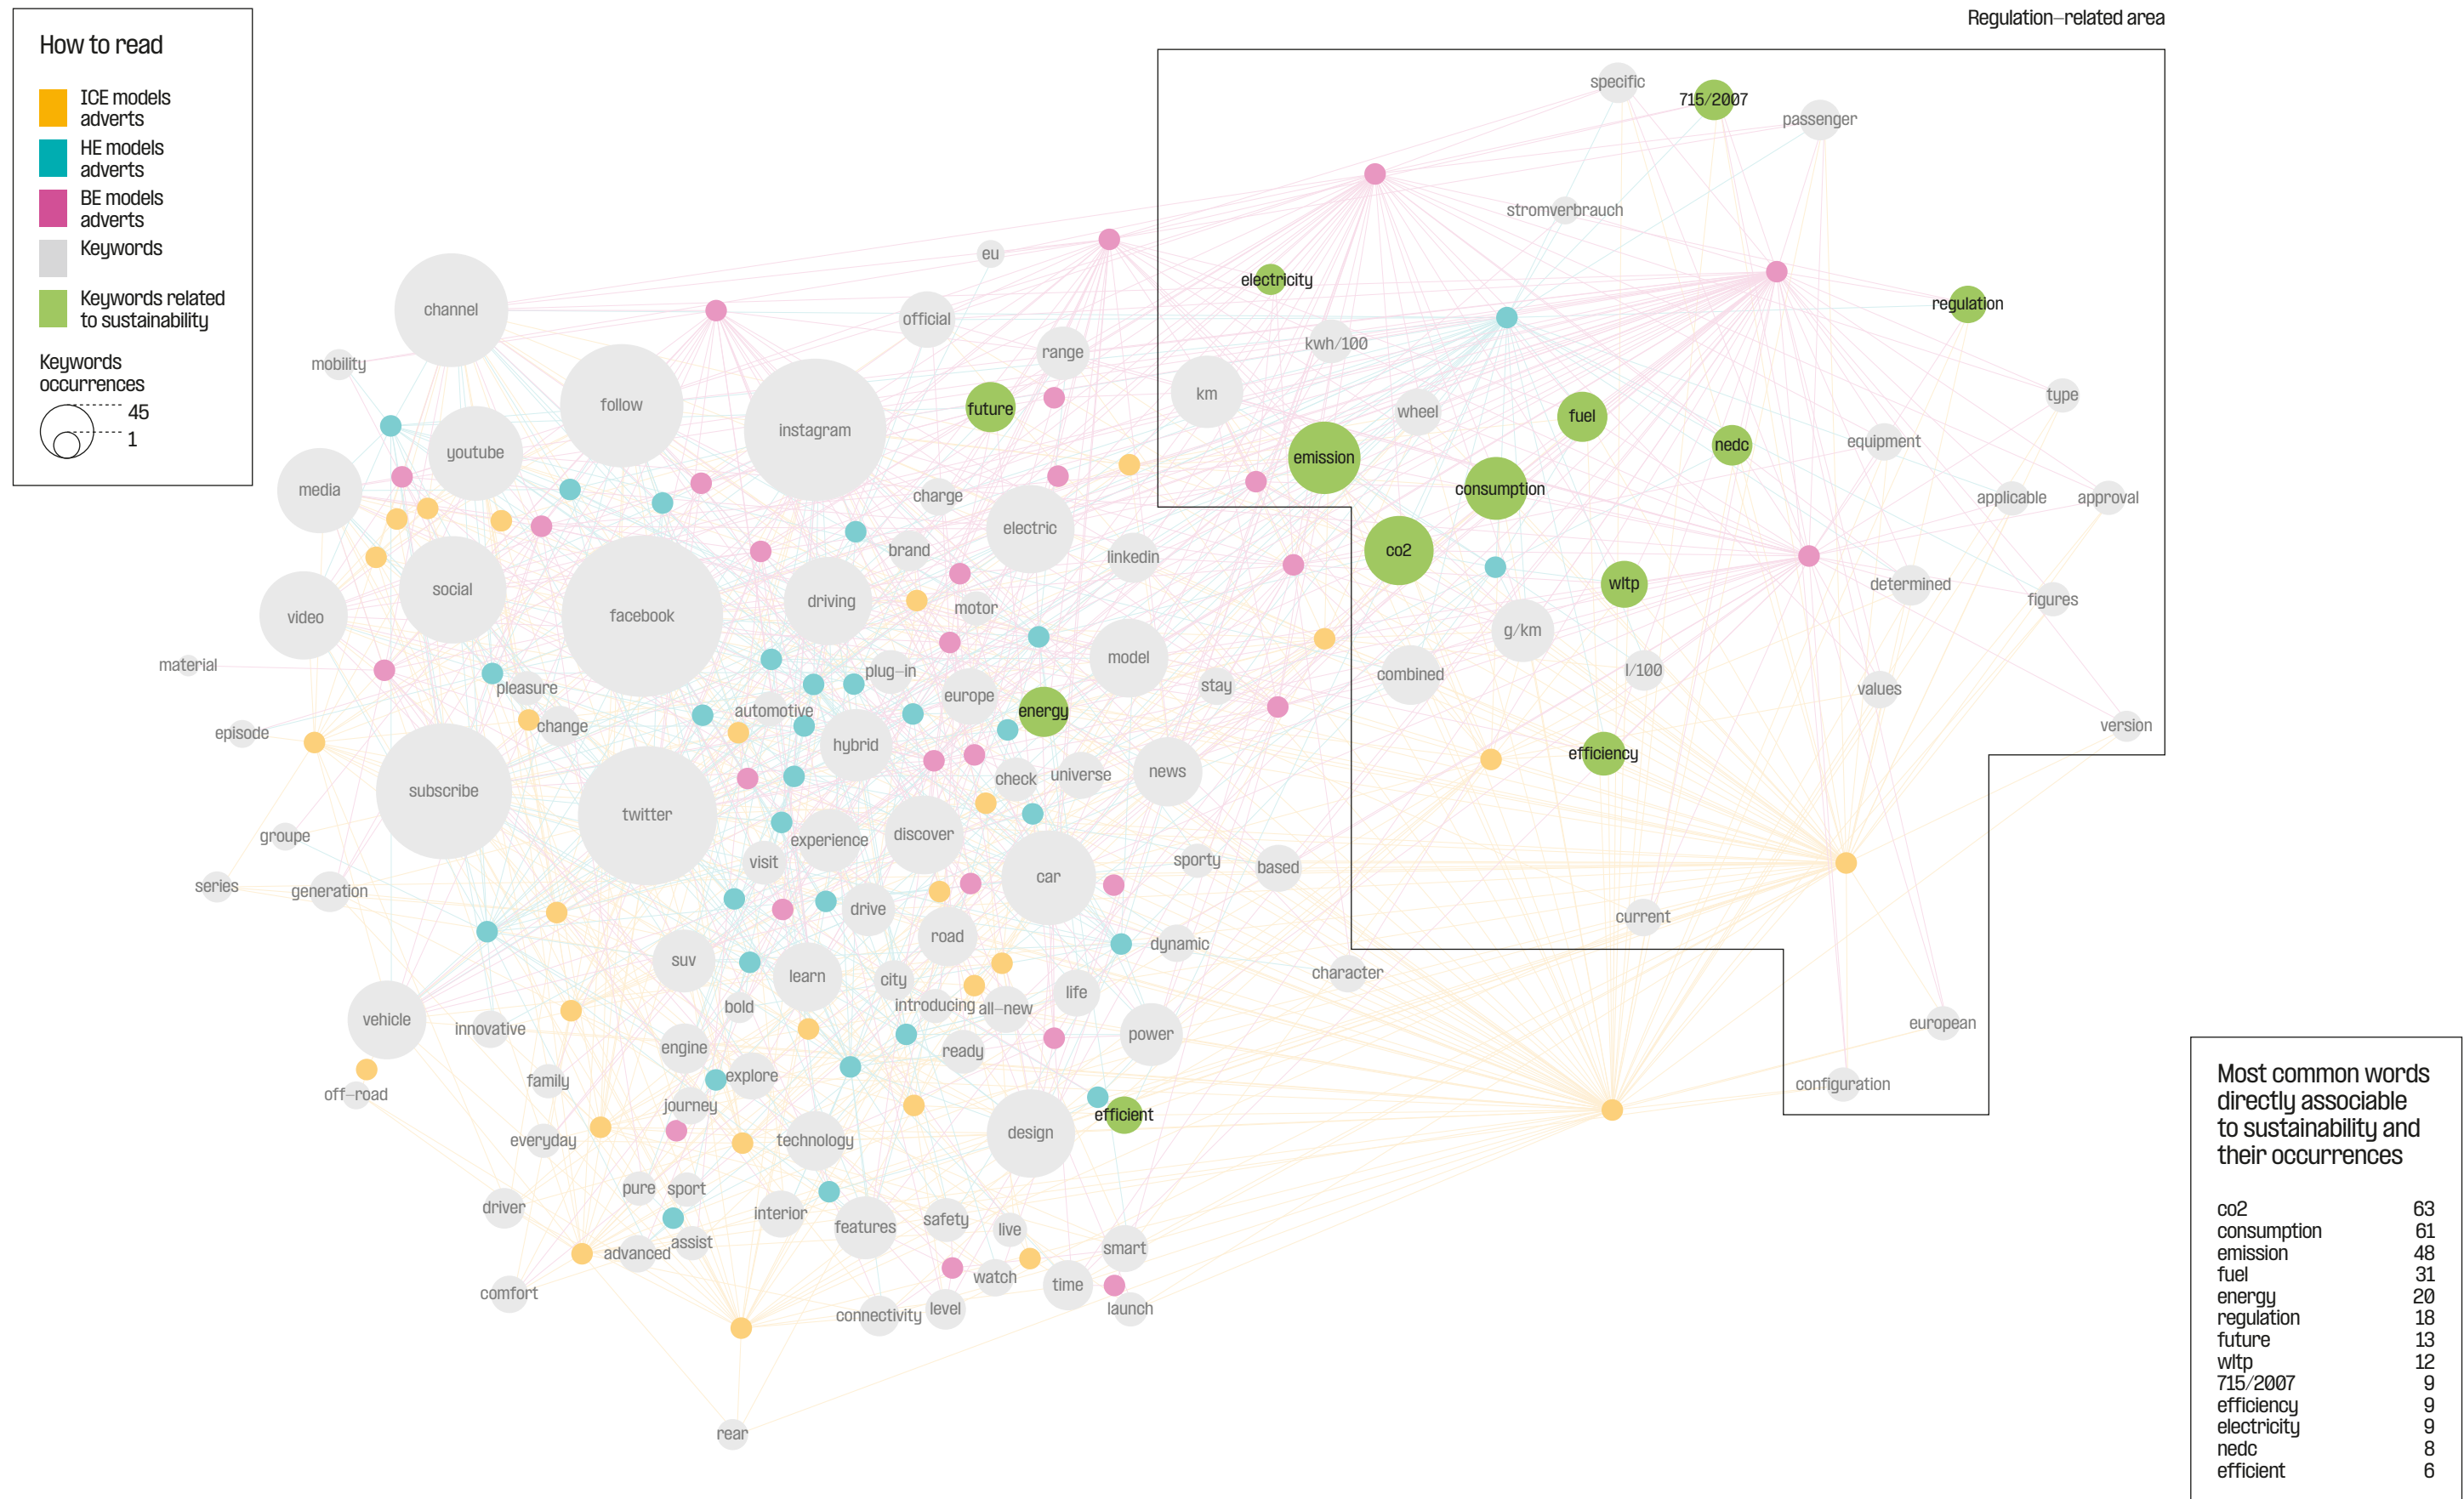 Regulation-related area
How to read
ICE models
adverts
HE models
adverts
BE models
adverts
Keywords
Keywords related
to sustainability
Keywords
occurrences
45
1
specific
715/2007
passenger
stromverbrauch
eu
electricity
regulation
channel
official
mobility
range
kwh/100
km
type
follow
future
wheel
fuel
instagram
youtube
equipment
nedc
emission
media
charge
consumption
applicable
approval
electric
brand
linkedin
co2
social
wltp
determined
driving
motor
figures
video
facebook
g/km
model
material
plug-in
l/100
combined
pleasure
stay
europe
values
automotive
energy
change
version
episode
hybrid
efficiency
news
universe
check
subscribe
twitter
groupe
discover
experience
visit
sporty
based
car
series
generation
drive
current
road
dynamic
suv
character
learn
city
life
introducing
bold
all-new
vehicle
innovative
european
power
engine
ready
explore
family
configuration
off-road
journey
efficient
design
everyday
technology
pure
sport
driver
interior
safety
features
live
assist
smart
advanced
watch
time
comfort
level
launch
connectivity
rear
Most common words
directly associable
to sustainability and
their occurrences
co2 63
consumption 61
emission 48
fuel 31
energy 20
regulation 18
future 13
wltp 12
715/2007 9
efficiency 9
electricity 9
nedc 8
efficient 6